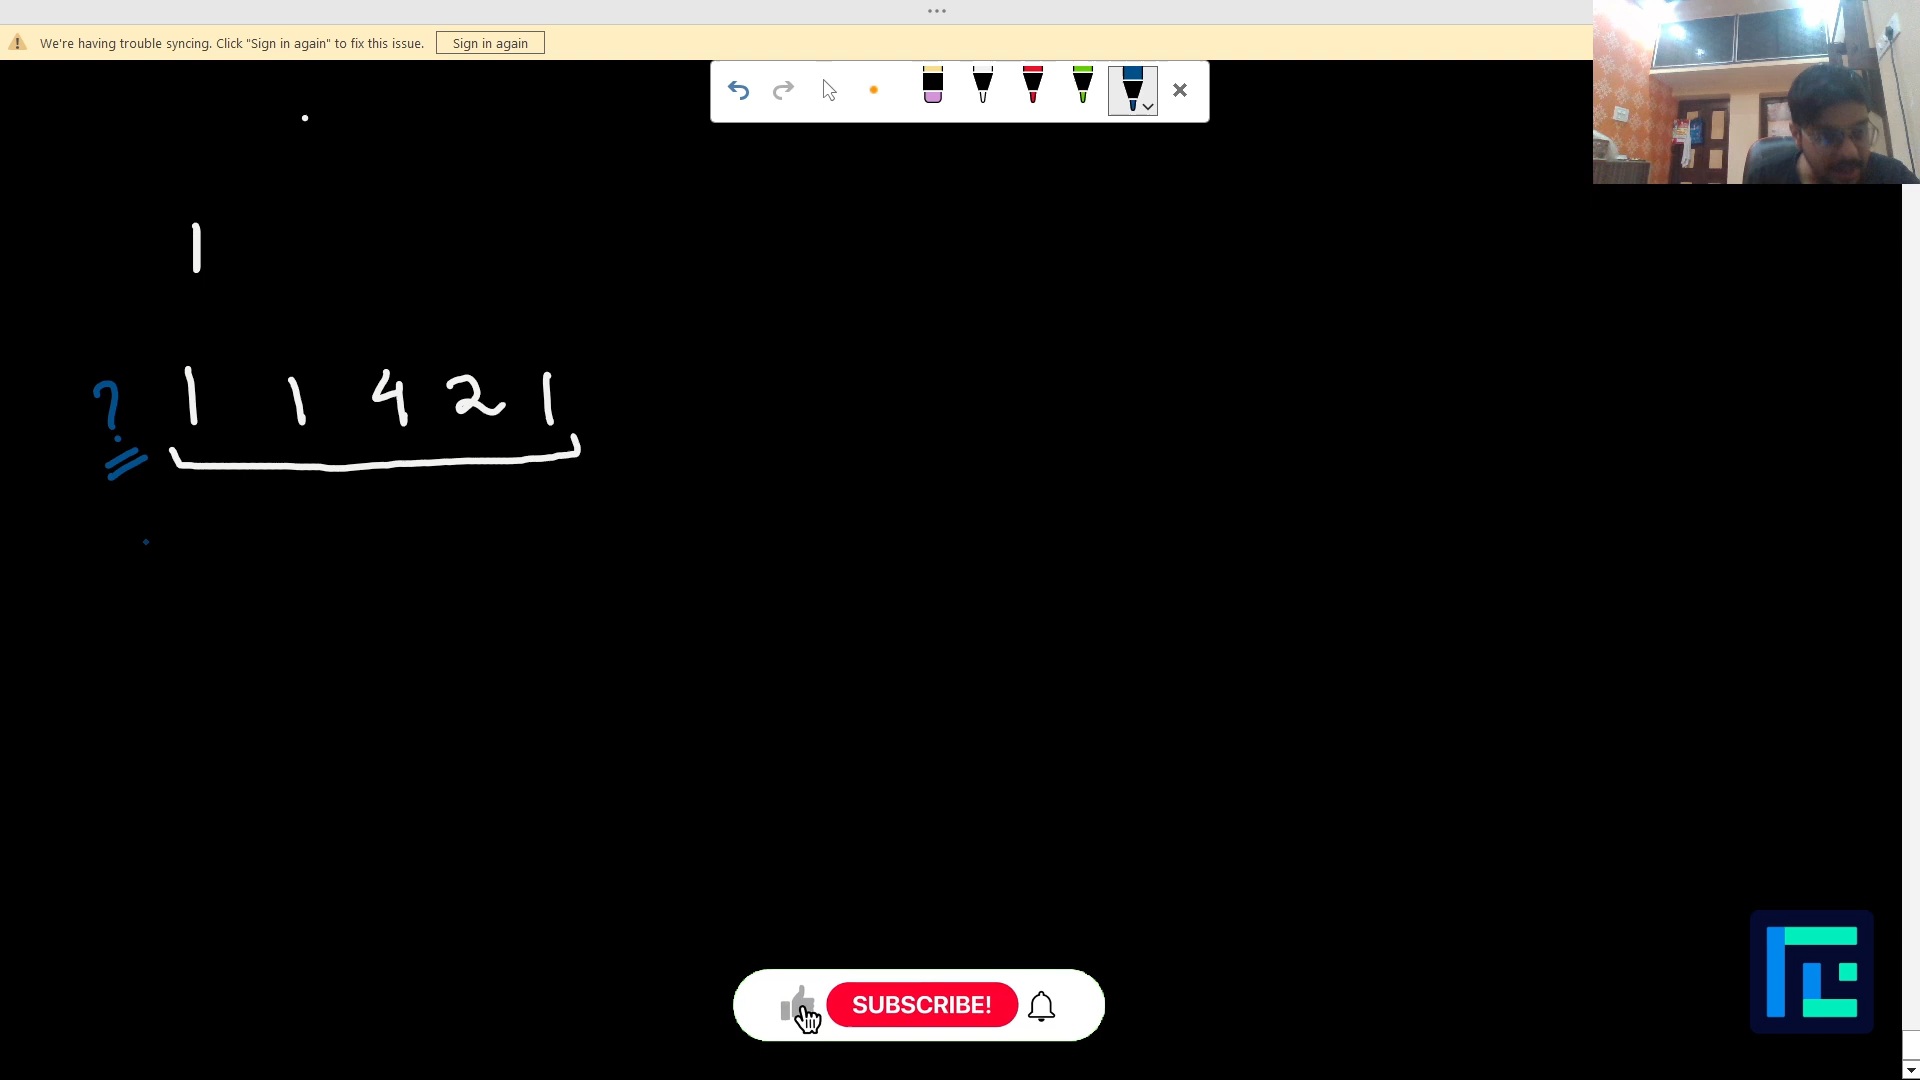 We're having trouble syncing. Click "Sign in again" to fix this issue. Sign in again
1
? 1 1 4 2 1
SUBSCRIBE!